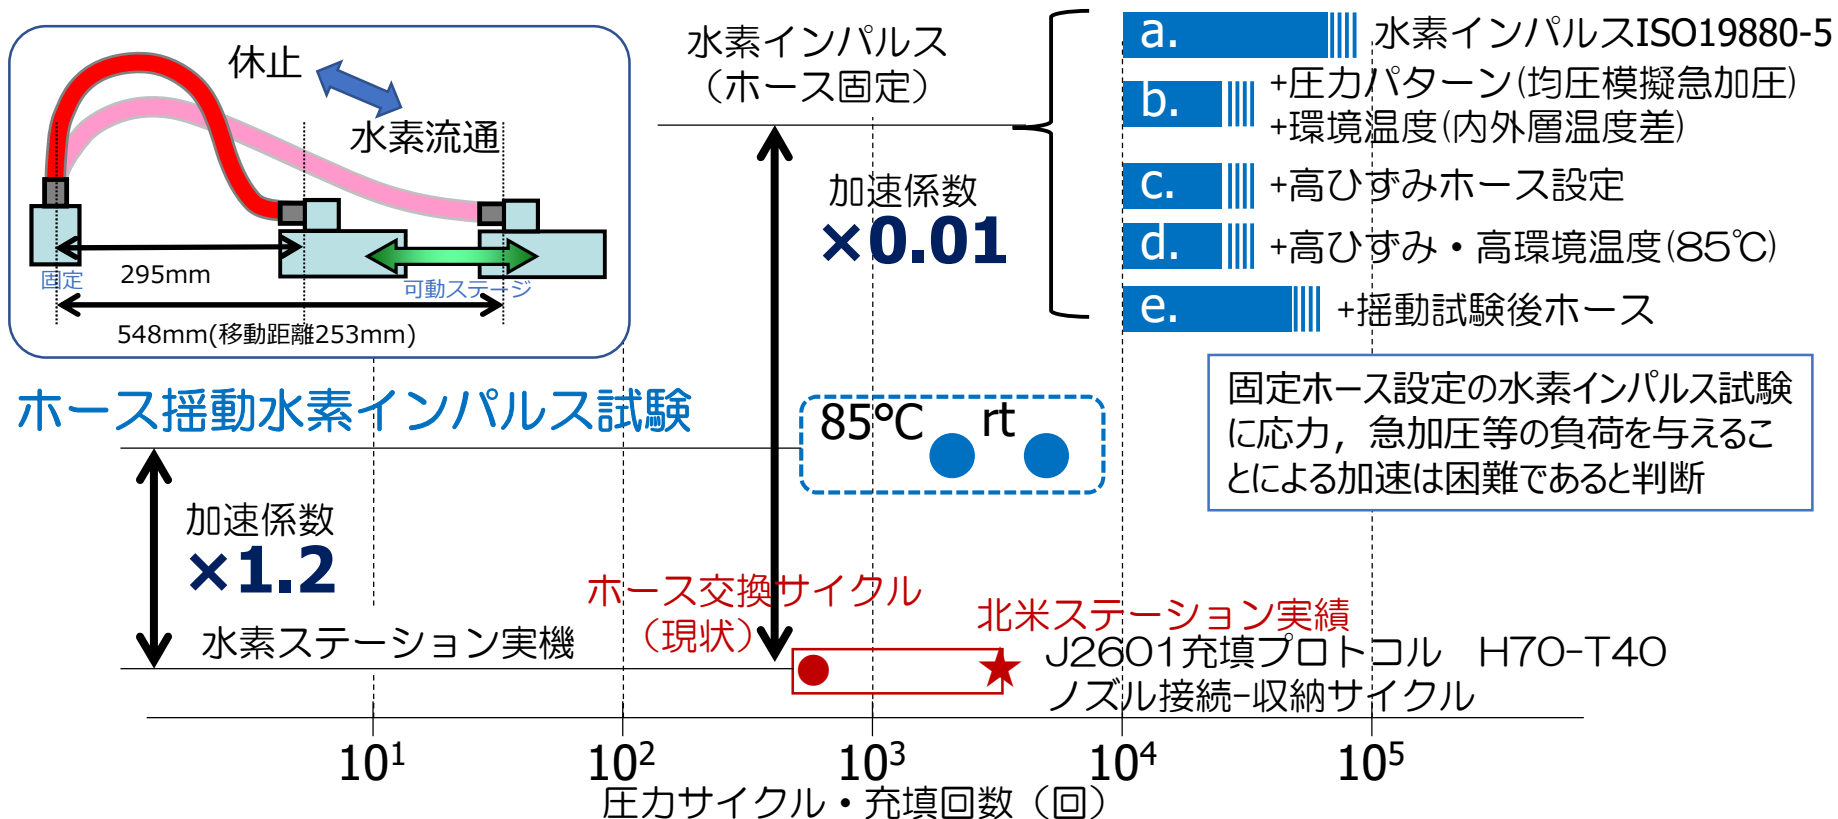 休止
水素流通
295mm
固定
可動ステージ
548mm(移動距離253mm)
水素インパルス
（ホース固定）
加速係数
×0.01
a.
水素インパルスISO19880-5
b.
+圧力パターン(均圧模擬急加圧)
+環境温度(内外層温度差)
c.
+高ひずみホース設定
d.
+高ひずみ・高環境温度(85℃)
e.
+揺動試験後ホース
固定ホース設定の水素インパルス試験
に応力，急加圧等の負荷を与えるこ
とによる加速は困難であると判断
ホース揺動水素インパルス試験
85℃
rt
加速係数
×1.2
ホース交換サイクル
（現状）
北米ステーション実績
水素ステーション実機
J2601充填プロトコル　H70-T40
ノズル接続-収納サイクル
10¹
10²
10³
10⁴
10⁵
圧力サイクル・充填回数（回）